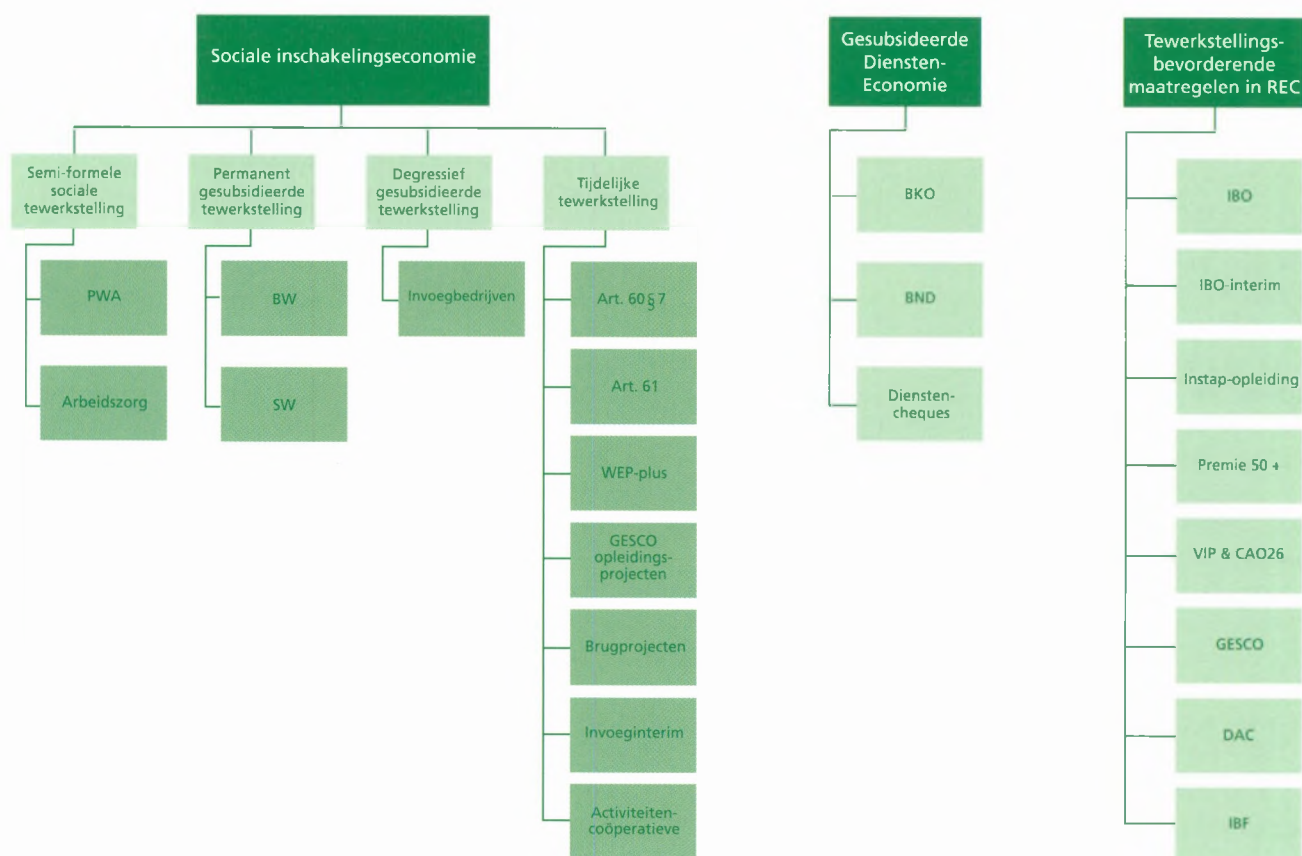 Sociale inschakelingseconomie
Semi-formele
sociale
tewerkstelling
PWA
Arbeidszorg
Permanent
gesubsidieerde
tewerkstelling
BW
SW
Degressief
gesubsidieerde
tewerkstelling
Invoegbedrijven
Tijdelijke
tewerkstelling
Art. 60§7
Art. 61
WEP-plus
GESCO
opleidings-
projecten
Brugprojecten
Invoeginterim
Activiteiten-
coöperatieve
Gesubsideerde
Diensten-
Economie
BKO
BND
Diensten-
cheques
Tewerkstellings-
bevorderende
maatregelen in REC
IBO
IBO-interim
Instap-opleiding
Premie 50 +
VIP & CAO26
GESCO
DAC
IBF